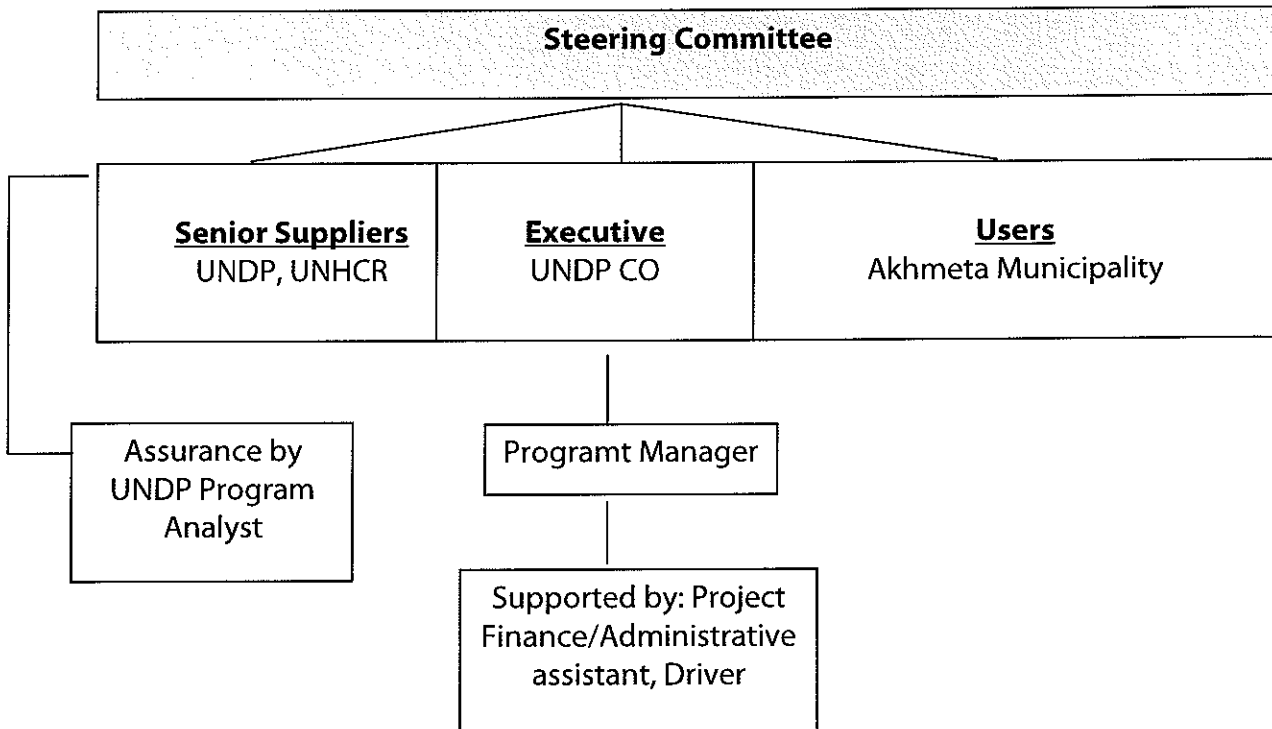 Steering Committee
Senior Suppliers
UNDP, UNHCR
Executive
UNDP CO
Users
Akhmeta Municipality
Assurance by
UNDP Program
Analyst
Programt Manager
Supported by: Project
Finance/Administrative
assistant, Driver